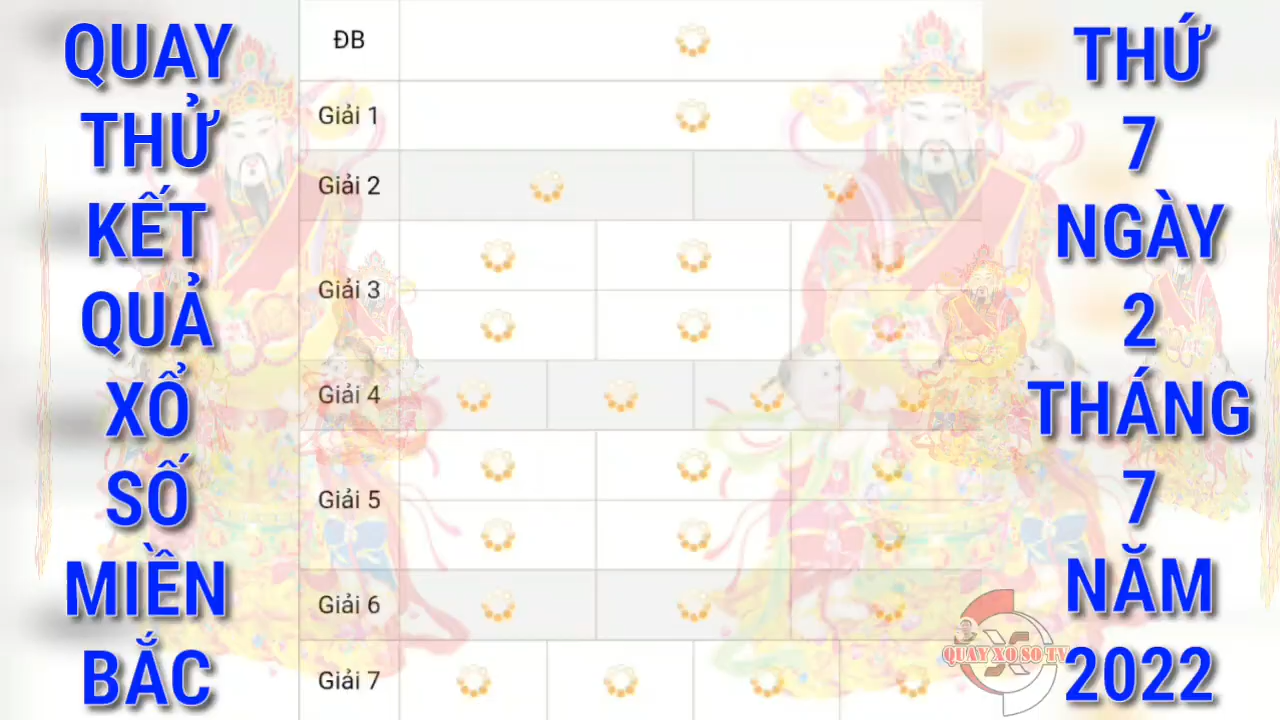 QUAY
THỬ
KẾT
QUẢ
XỔ
SỐ
MIỀN
BẮC
ĐB
Giải 1
Giải 2
Giải 3
Giải 4
Giải 5
Giải 6
Giải 7
THỨ
7
NGÀY
2
THÁNG
7
NĂM
2022
QUAY XO SO TV